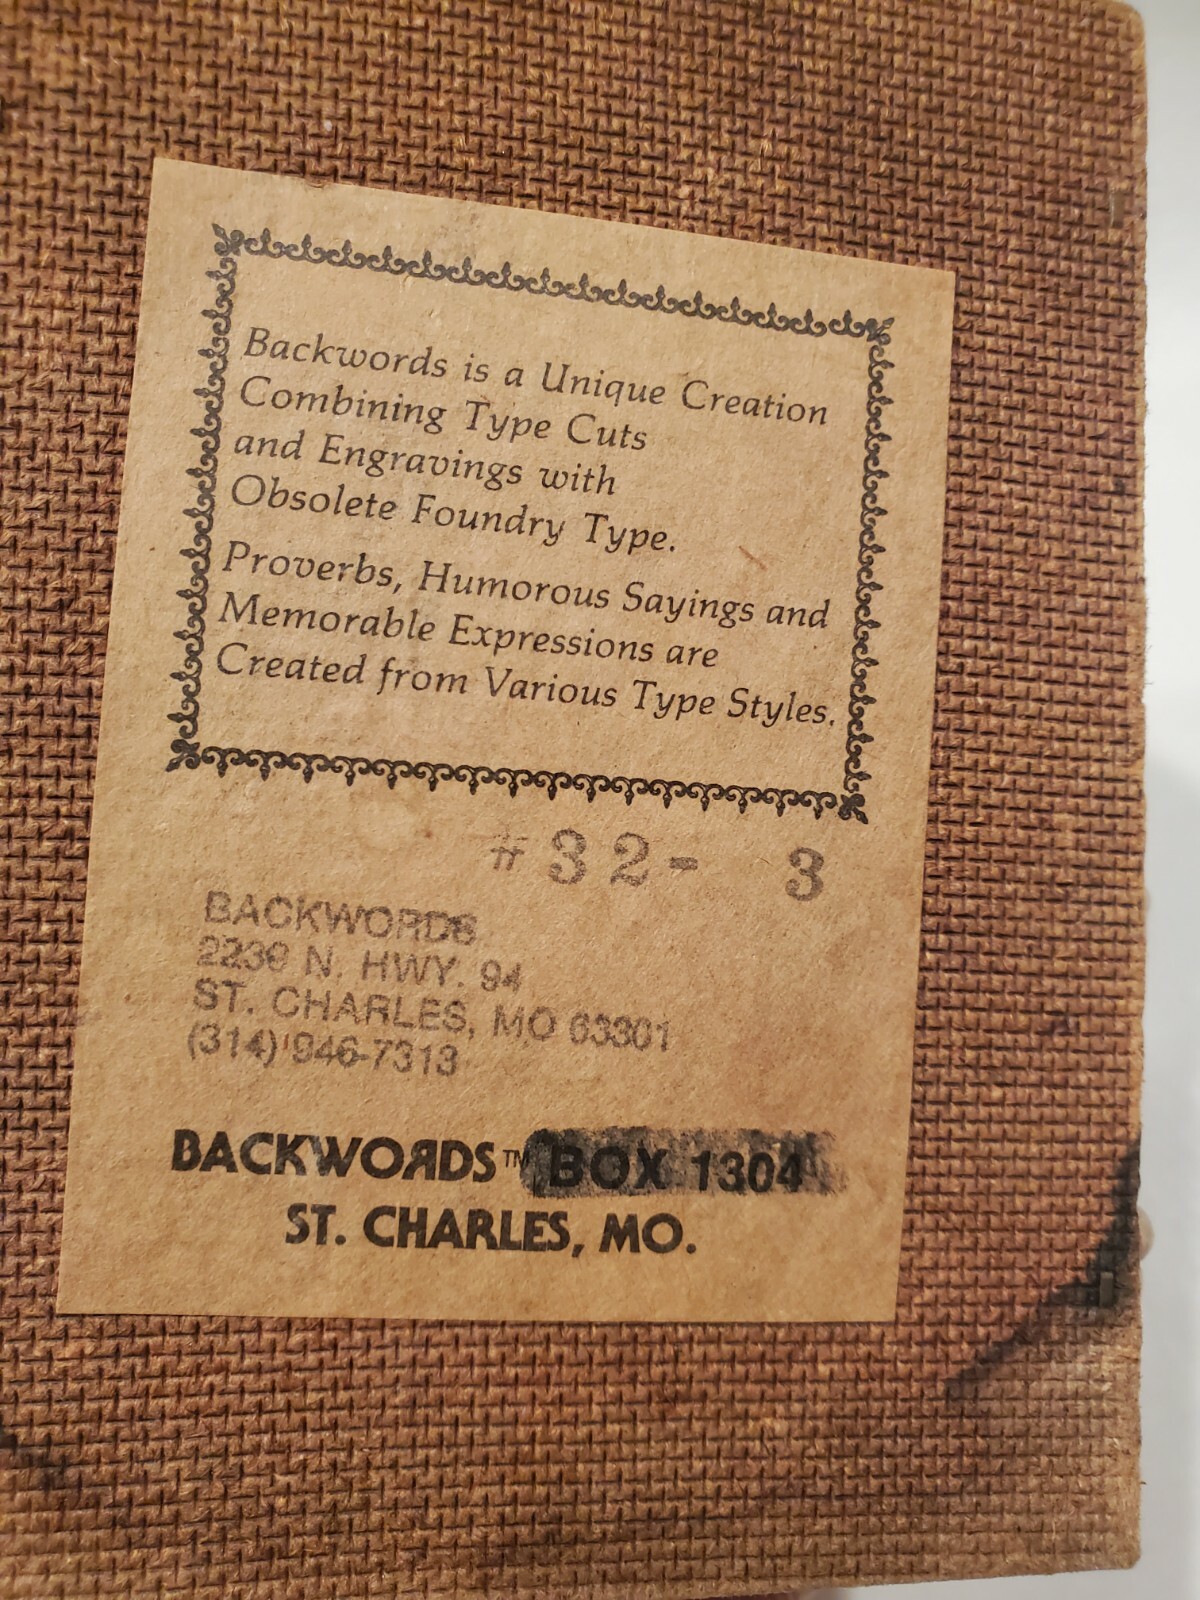 Backwords is a Unique Creation
Combining Type Cuts
and Engravings with
Obsolete Foundry Type.
Proverbs, Humorous Sayings and
Memorable Expressions are
Created from Various Type Styles.
#32- 3
BACKWORDS
N. HWY. 94
ST. CHARLES, MO 63301
(314) 946-7313
BACKWORDS™ BOX 1304
ST. CHARLES, MO.